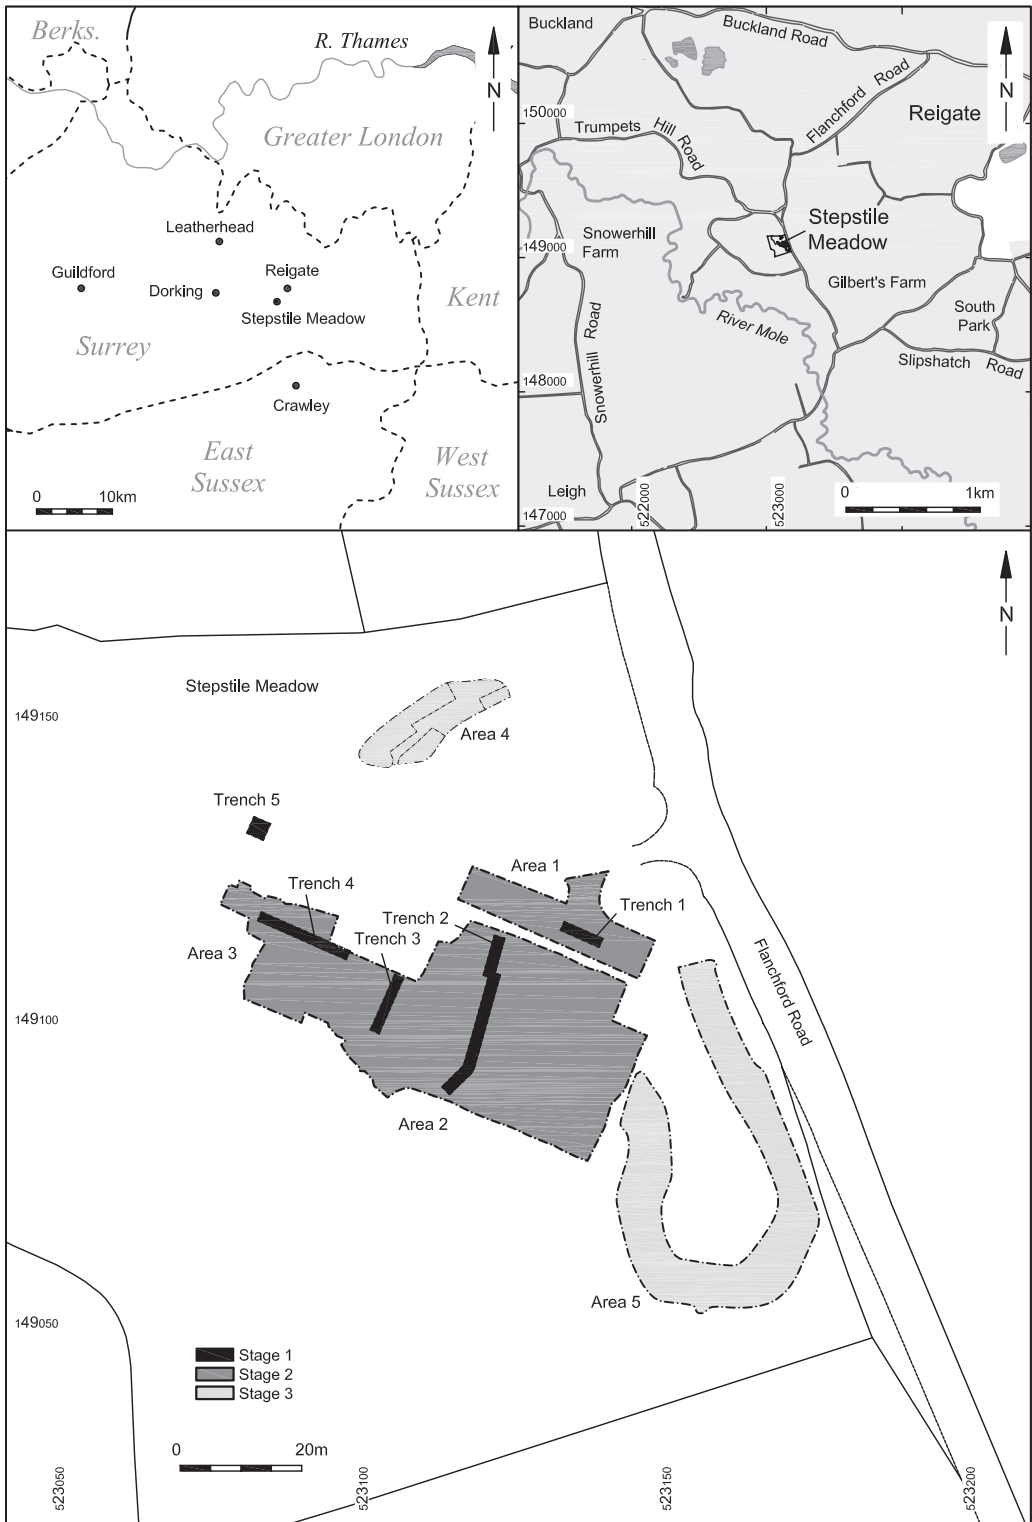 Berks.
R. Thames
N
Greater London
Leatherhead
Guildford
Reigate
Dorking
Stepstile Meadow
Kent
Surrey
Crawley
East
Sussex
West
Sussex
0 10km
Buckland
Buckland Road
N
Flanchford Road
150000
Trumpets Hill Road
Reigate
Stepstile
Meadow
Snowerhill
Farm
149000
Gilbert's Farm
South
Park
River Mole
Snowerhill Road
Slipshatch Road
148000
Leigh
522000
523000
0 1km
147000
N
Stepstile Meadow
149150
Area 4
Trench 5
Area 1
Trench 4
Trench 1
Trench 2
Trench 3
Area 3
Flanchford Road
149100
Area 2
Area 5
149050
Stage 1
Stage 2
Stage 3
0 20m
523050
523100
523150
523200